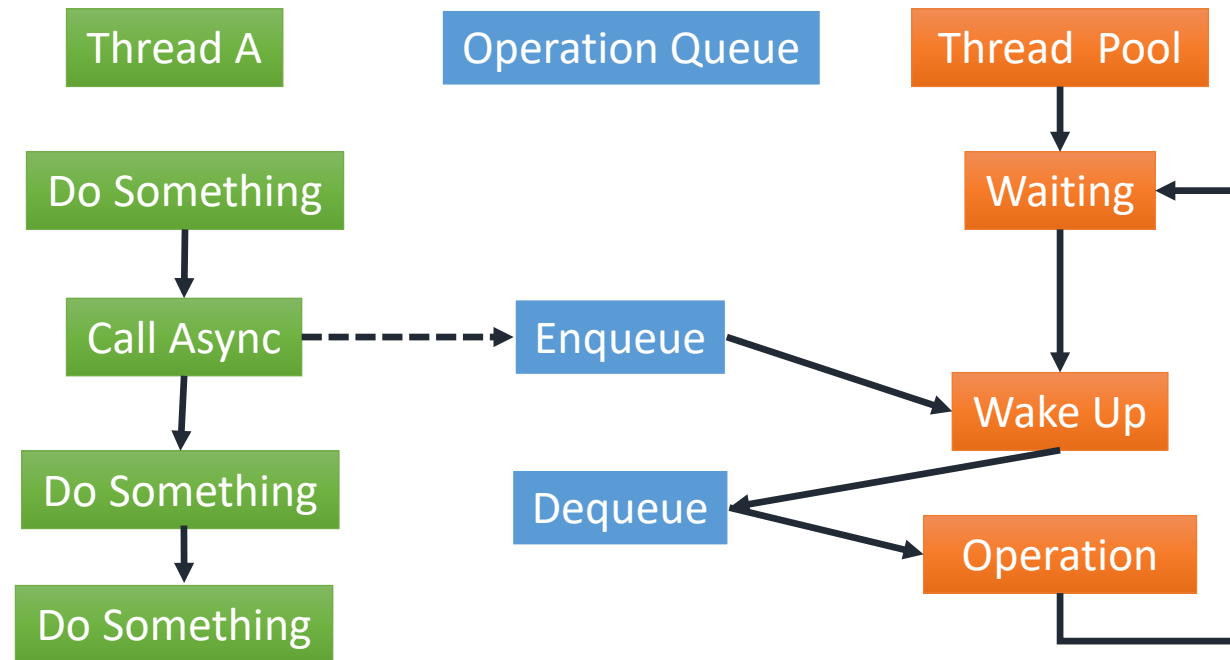 Thread A
Operation Queue
Thread Pool
Do Something
Waiting
Call Async
Enqueue
Wake Up
Do Something
Dequeue
Operation
Do Something